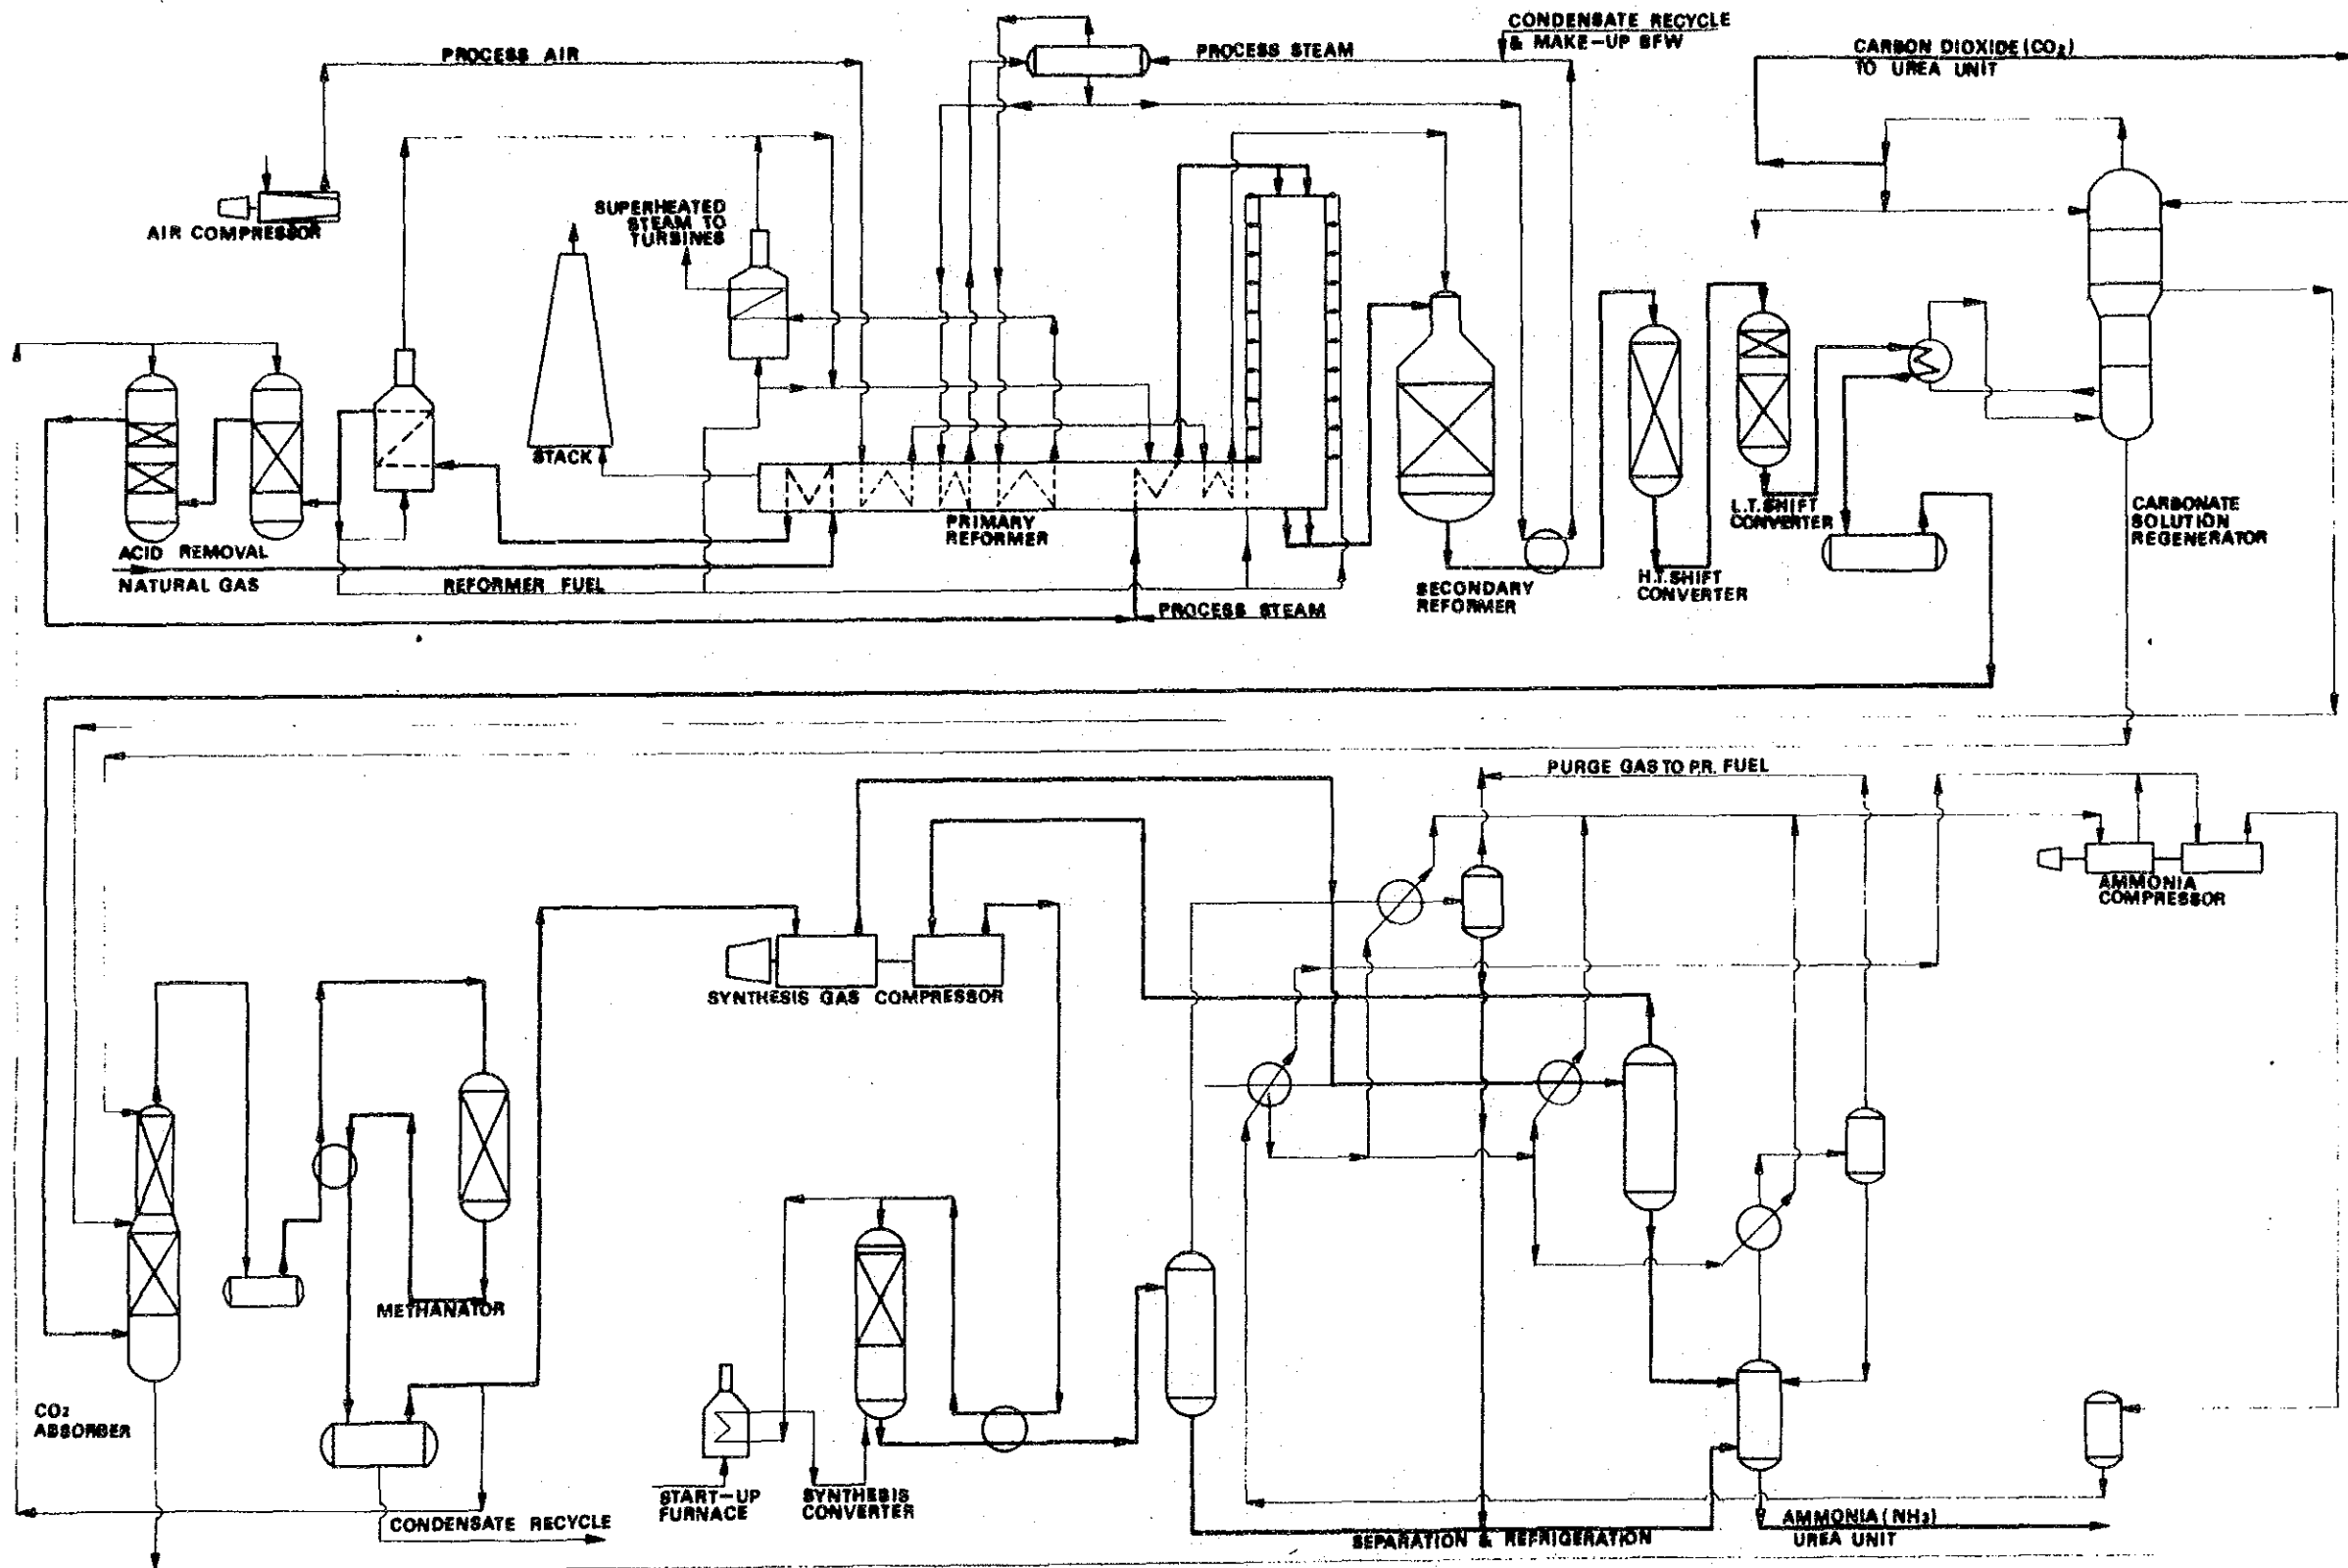 CONDENSATE RECYCLE
& MAKE-UP BFW
PROCESS AIR
PROCESS STEAM
CARBON DIOXIDE (CO2)
TO UREA UNIT
AIR COMPRESSOR
SUPERHEATED
STEAM TO
TURBINES
STACK
PRIMARY
REFORMER
ACID REMOVAL
NATURAL GAS
REFORMER FUEL
PROCESS STEAM
SECONDARY
REFORMER
H.T. SHIFT
CONVERTER
L.T. SHIFT
CONVERTER
CARBONATE
SOLUTION
REGENERATOR
PURGE GAS TO P.R. FUEL
AMMONIA
COMPRESSOR
SYNTHESIS GAS COMPRESSOR
METHANATOR
CO2
ABSORBER
START-UP
FURNACE
SYNTHESIS
CONVERTER
CONDENSATE RECYCLE
SEPARATION & REFRIGERATION
AMMONIA (NH3)
UREA UNIT